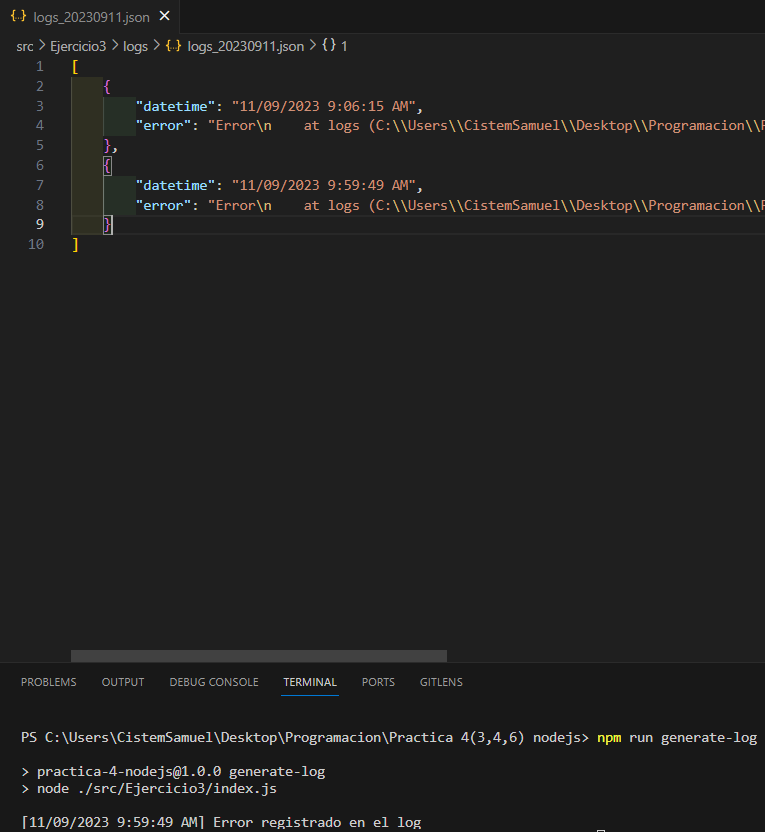 logs_20230911.json
src > Ejercicio3 > logs > {..} logs_20230911.json > {} 1
1 [
2 {
3 "datetime": "11/09/2023 9:06:15 AM",
4 "error": "Error\n    at logs (C:\\Users\\CistemSamuel\\Desktop\\Programacion\\
5 },
6 {
7 "datetime": "11/09/2023 9:59:49 AM",
8 "error": "Error\n    at logs (C:\\Users\\CistemSamuel\\Desktop\\Programacion\\
9 }
10 ]
PROBLEMS OUTPUT DEBUG CONSOLE TERMINAL PORTS GITLENS
PS C:\Users\CistemSamuel\Desktop\Programacion\Practica 4(3,4,6) nodejs> npm run generate-log
> practica-4-nodejs@1.0.0 generate-log
> node ./src/Ejercicio3/index.js
[11/09/2023 9:59:49 AM] Error registrado en el log